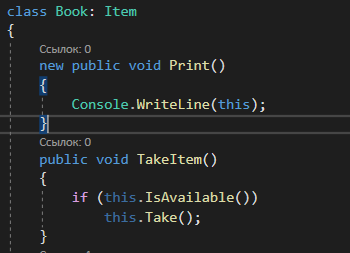 class Book: Item
{
Ссылок: 0
new public void Print()
{
Console.WriteLine(this);
}
Ссылок: 0
public void TakeItem()
{
if (this.IsAvailable())
this.Take();
}